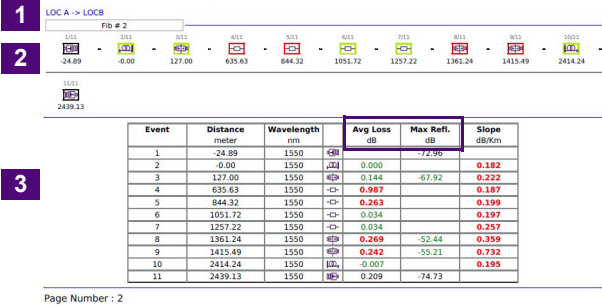 1
LOC A -> LOCB
Fib # 2
2
1/11 2/11 3/11 4/11 5/11 6/11 7/11 8/11 9/11 10/11
-24.89 -0.00 127.00 635.63 844.32 1051.72 1257.22 1361.24 1415.49 2414.24
11/11
2439.13
3
Event Distance Wavelength Avg Loss Max Refl. Slope
meter nm dB dB dB/Km
1 -24.89 1550 -72.96
2 -0.00 1550 0.000 0.182
3 127.00 1550 0.144 -67.92 0.222
4 635.63 1550 0.987 0.187
5 844.32 1550 0.263 0.199
6 1051.72 1550 0.034 0.197
7 1257.22 1550 0.034 0.257
8 1361.24 1550 0.269 -52.44 0.359
9 1415.49 1550 0.242 -55.21 0.732
10 2414.24 1550 -0.007 0.195
11 2439.13 1550 0.209 -74.73
Page Number : 2